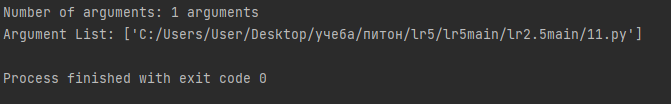 Number of arguments: 1 arguments
Argument List: ['C:/Users/User/Desktop/учеба/питон/lr5/lr5main/lr2.5main/11.py']
Process finished with exit code 0